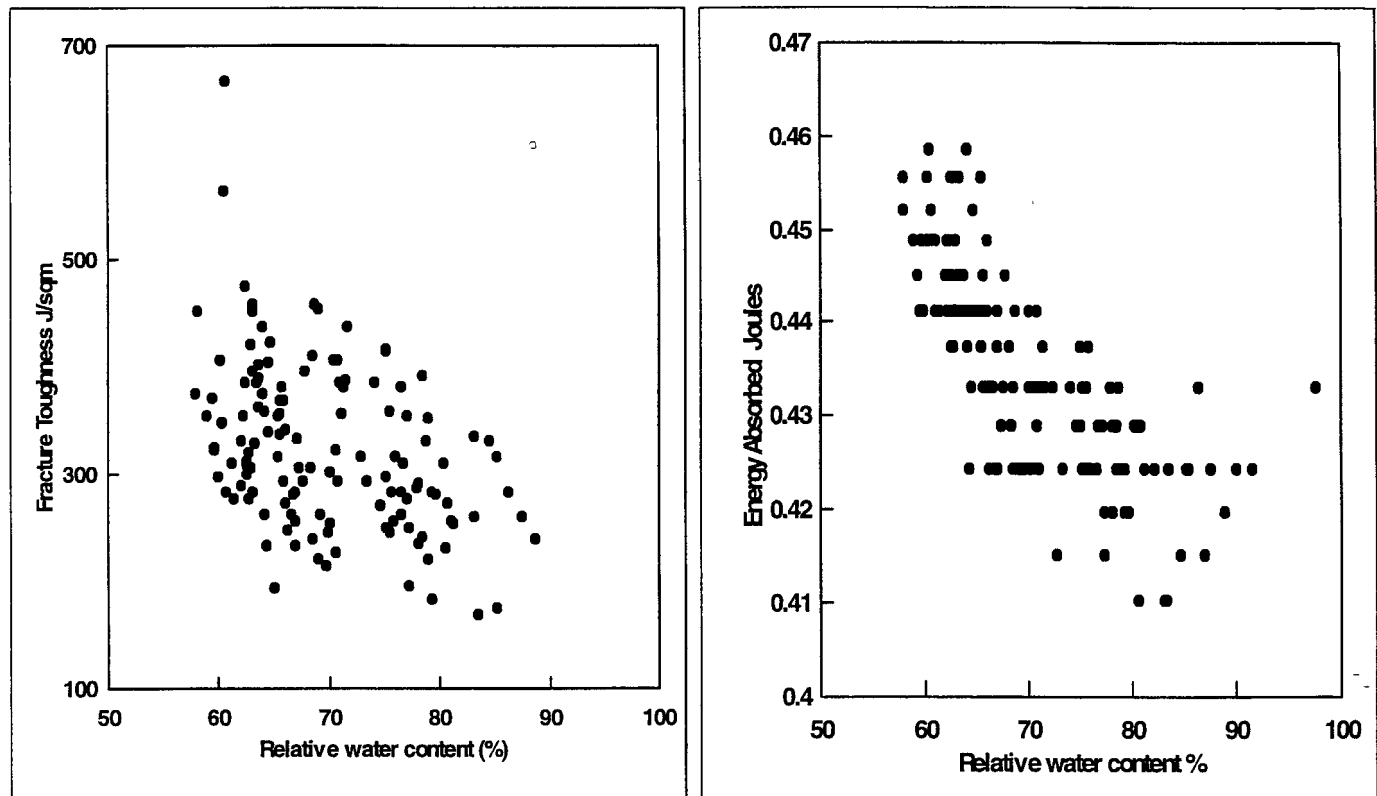 700
500
300
100
50 60 70 80 90 100
Fracture Toughness J/sqm
Relative water content (%)
0.47
0.46
0.45
0.44
0.43
0.42
0.41
0.4
50 60 70 80 90 100
Energy Absorbed Joules
Relative water content %